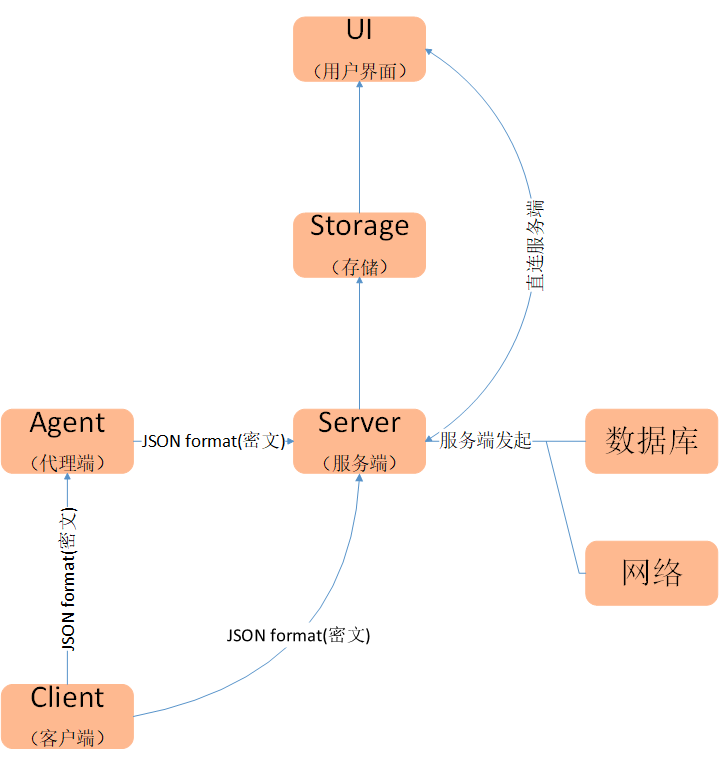 UI
（用户界面）
直连服务端
Storage
（存储）
Agent
（代理端）
JSON format(密文)
Server
（服务端）
服务端发起
数据库
JSON format(密文)
网络
JSON format(密文)
Client
（客户端）